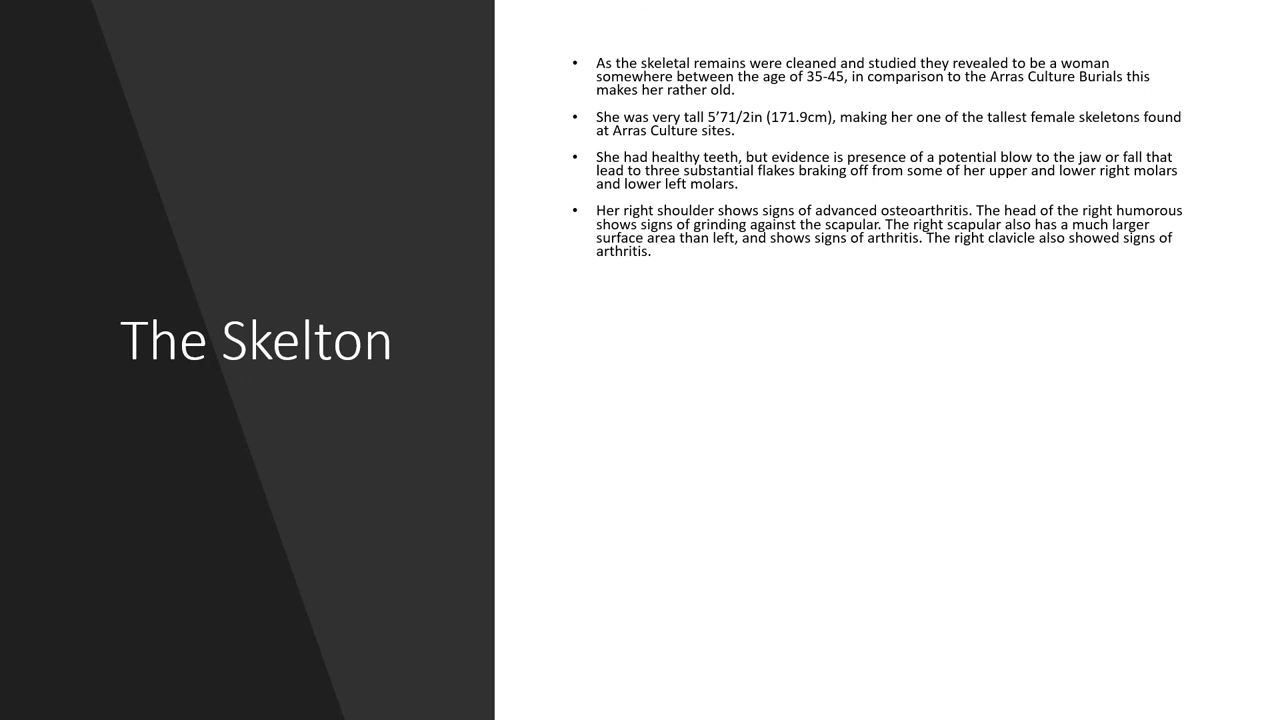 The Skelton
• As the skeletal remains were cleaned and studied they revealed to be a woman
somewhere between the age of 35-45, in comparison to the Arras Culture Burials this
makes her rather old.
• She was very tall 5’71/2in (171.9cm), making her one of the tallest female skeletons found
at Arras Culture sites.
• She had healthy teeth, but evidence is presence of a potential blow to the jaw or fall that
lead to three substantial flakes braking off from some of her upper and lower right molars
and lower left molars.
• Her right shoulder shows signs of advanced osteoarthritis. The head of the right humorous
shows signs of grinding against the scapular. The right scapular also has a much larger
surface area than left, and shows signs of arthritis. The right clavicle also showed signs of
arthritis.